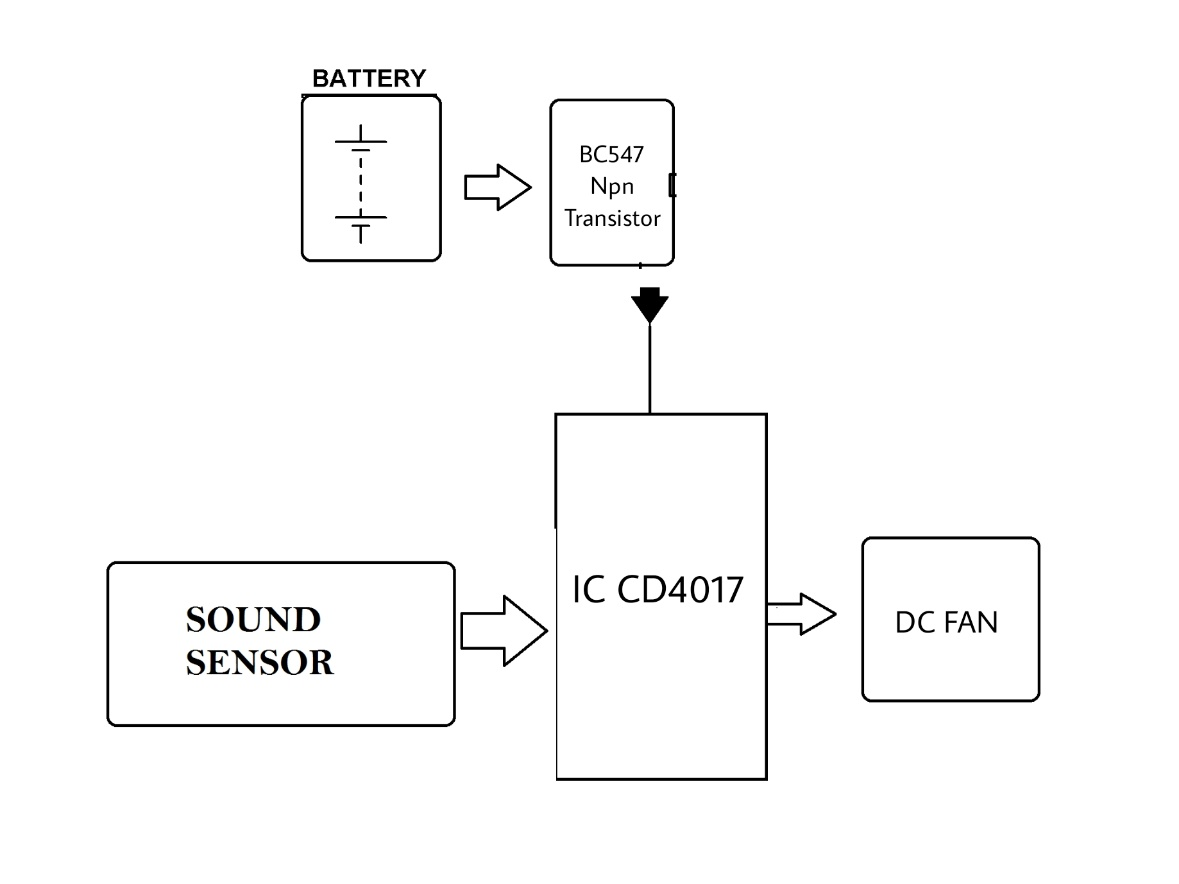 BATTERY
BC547
Npn
Transistor
IC CD4017
SOUND
SENSOR
DC FAN